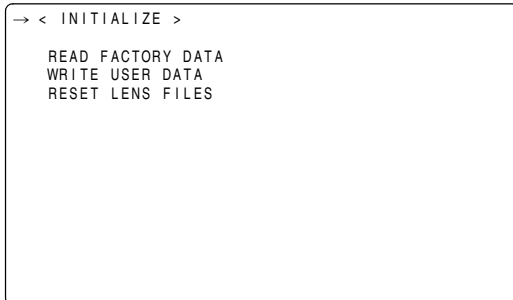 → < INITIALIZE >
READ FACTORY DATA
WRITE USER DATA
RESET LENS FILES